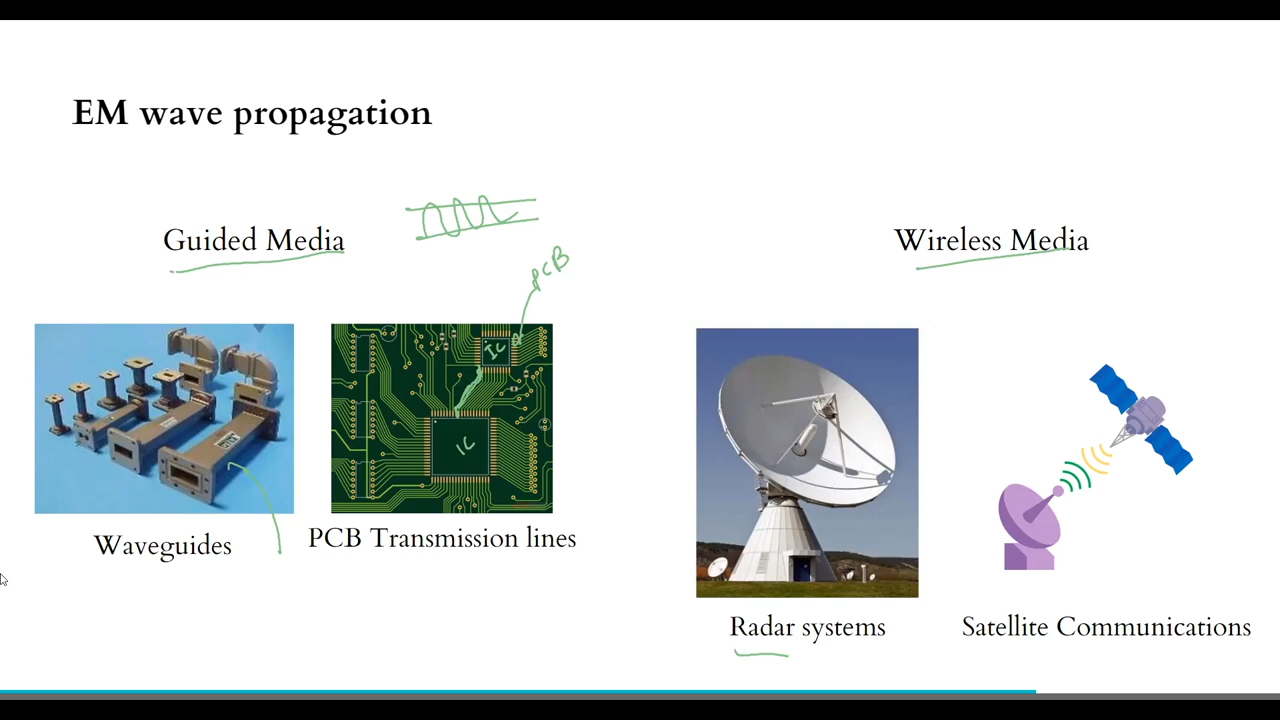 EM wave propagation
Guided Media
Wireless Media
PCB
IC
IC
Waveguides
PCB Transmission lines
Radar systems
Satellite Communications